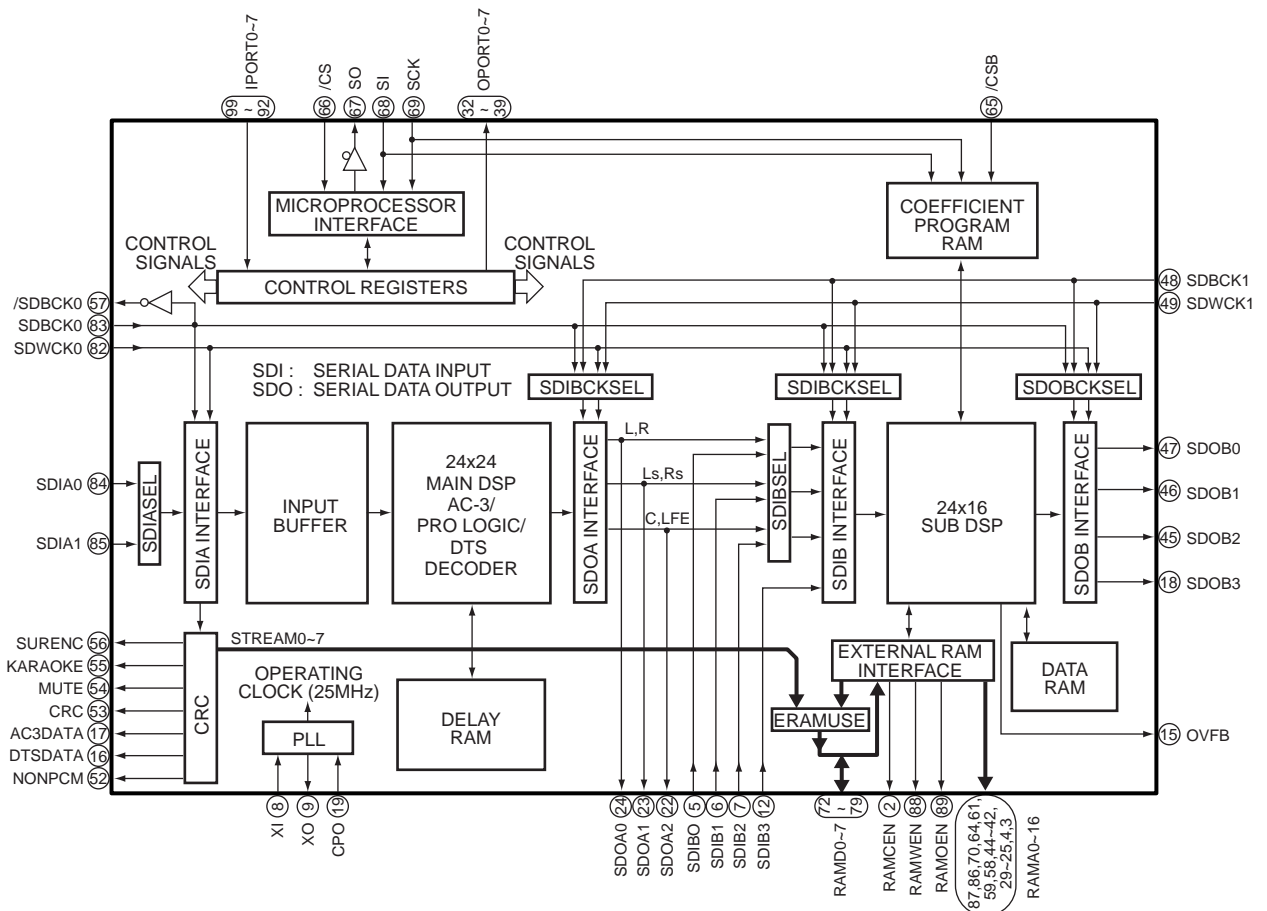 IPORT0~7
99
~
92
/CS
66
SO
67
SI
68
SCK
69
OPORT0~7
32
~
39
/CSB
65
MICROPROCESSOR
INTERFACE
COEFFICIENT
PROGRAM
RAM
CONTROL
SIGNALS
CONTROL
SIGNALS
CONTROL REGISTERS
/SDBCK0 57
SDBCK0 83
SDWCK0 82
48 SDBCK1
49 SDWCK1
SDI : SERIAL DATA INPUT
SDO : SERIAL DATA OUTPUT
SDIBCKSEL
SDIBCKSEL
SDOBCKSEL
SDIA0 84
SDIA1 85
SDIASEL
SDIA INTERFACE
INPUT
BUFFER
24x24
MAIN DSP
AC-3/
PRO LOGIC/
DTS
DECODER
SDOA INTERFACE
L,R
Ls,Rs
C,LFE
SDIBSEL
SDIB INTERFACE
24x16
SUB DSP
SDOB INTERFACE
47 SDOB0
46 SDOB1
45 SDOB2
18 SDOB3
SURENC 56
KARAOKE 55
MUTE 54
CRC 53
AC3DATA 17
DTSDATA 16
NONPCM 52
CRC
STREAM0~7
OPERATING
CLOCK (25MHz)
PLL
DELAY
RAM
EXTERNAL RAM
INTERFACE
ERAMUSE
DATA
RAM
15 OVFB
XI 8
XO 9
CPO 19
SDOA0 24
SDOA1 23
SDOA2 22
SDIBO 5
SDIB1 6
SDIB2 7
SDIB3 12
72
~
79
RAMD0~7
RAMCEN 2
RAMWEN 88
RAMOEN 89
87,86,70,64,61,
59,58,44~42,
29~25,4,3
RAMA0~16